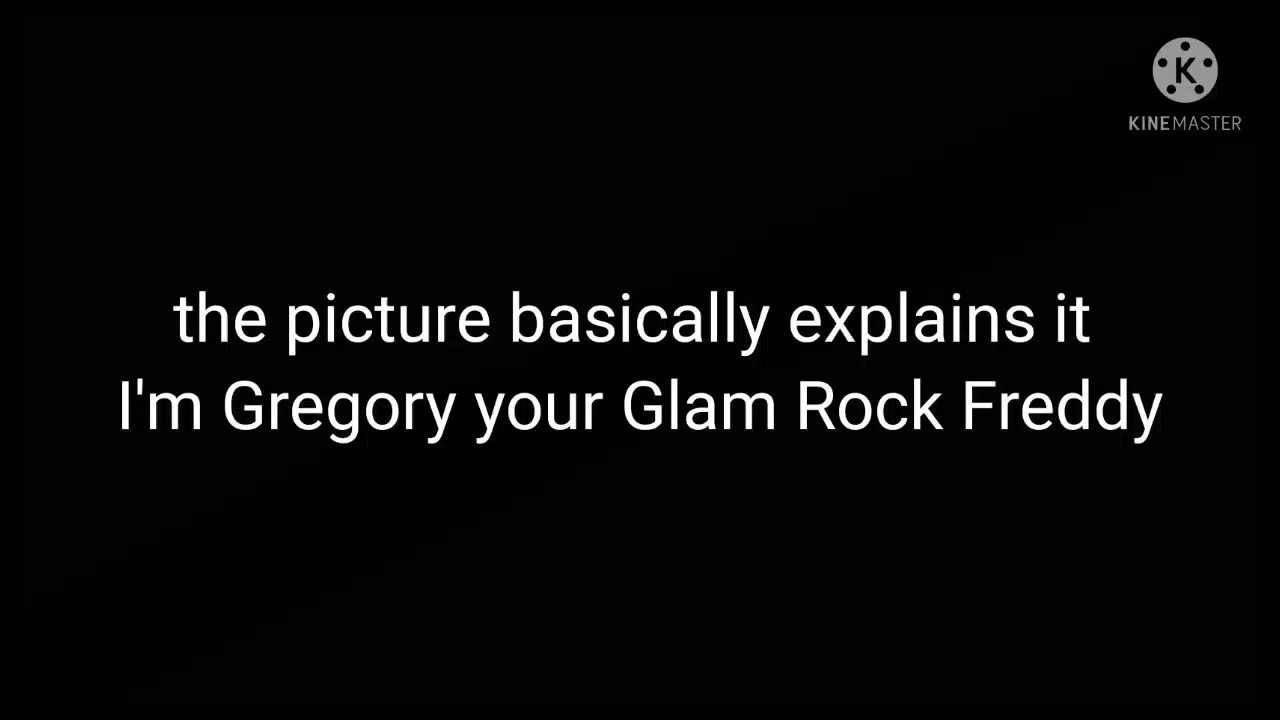 K
KINEMASTER
the picture basically explains it
I'm Gregory your Glam Rock Freddy